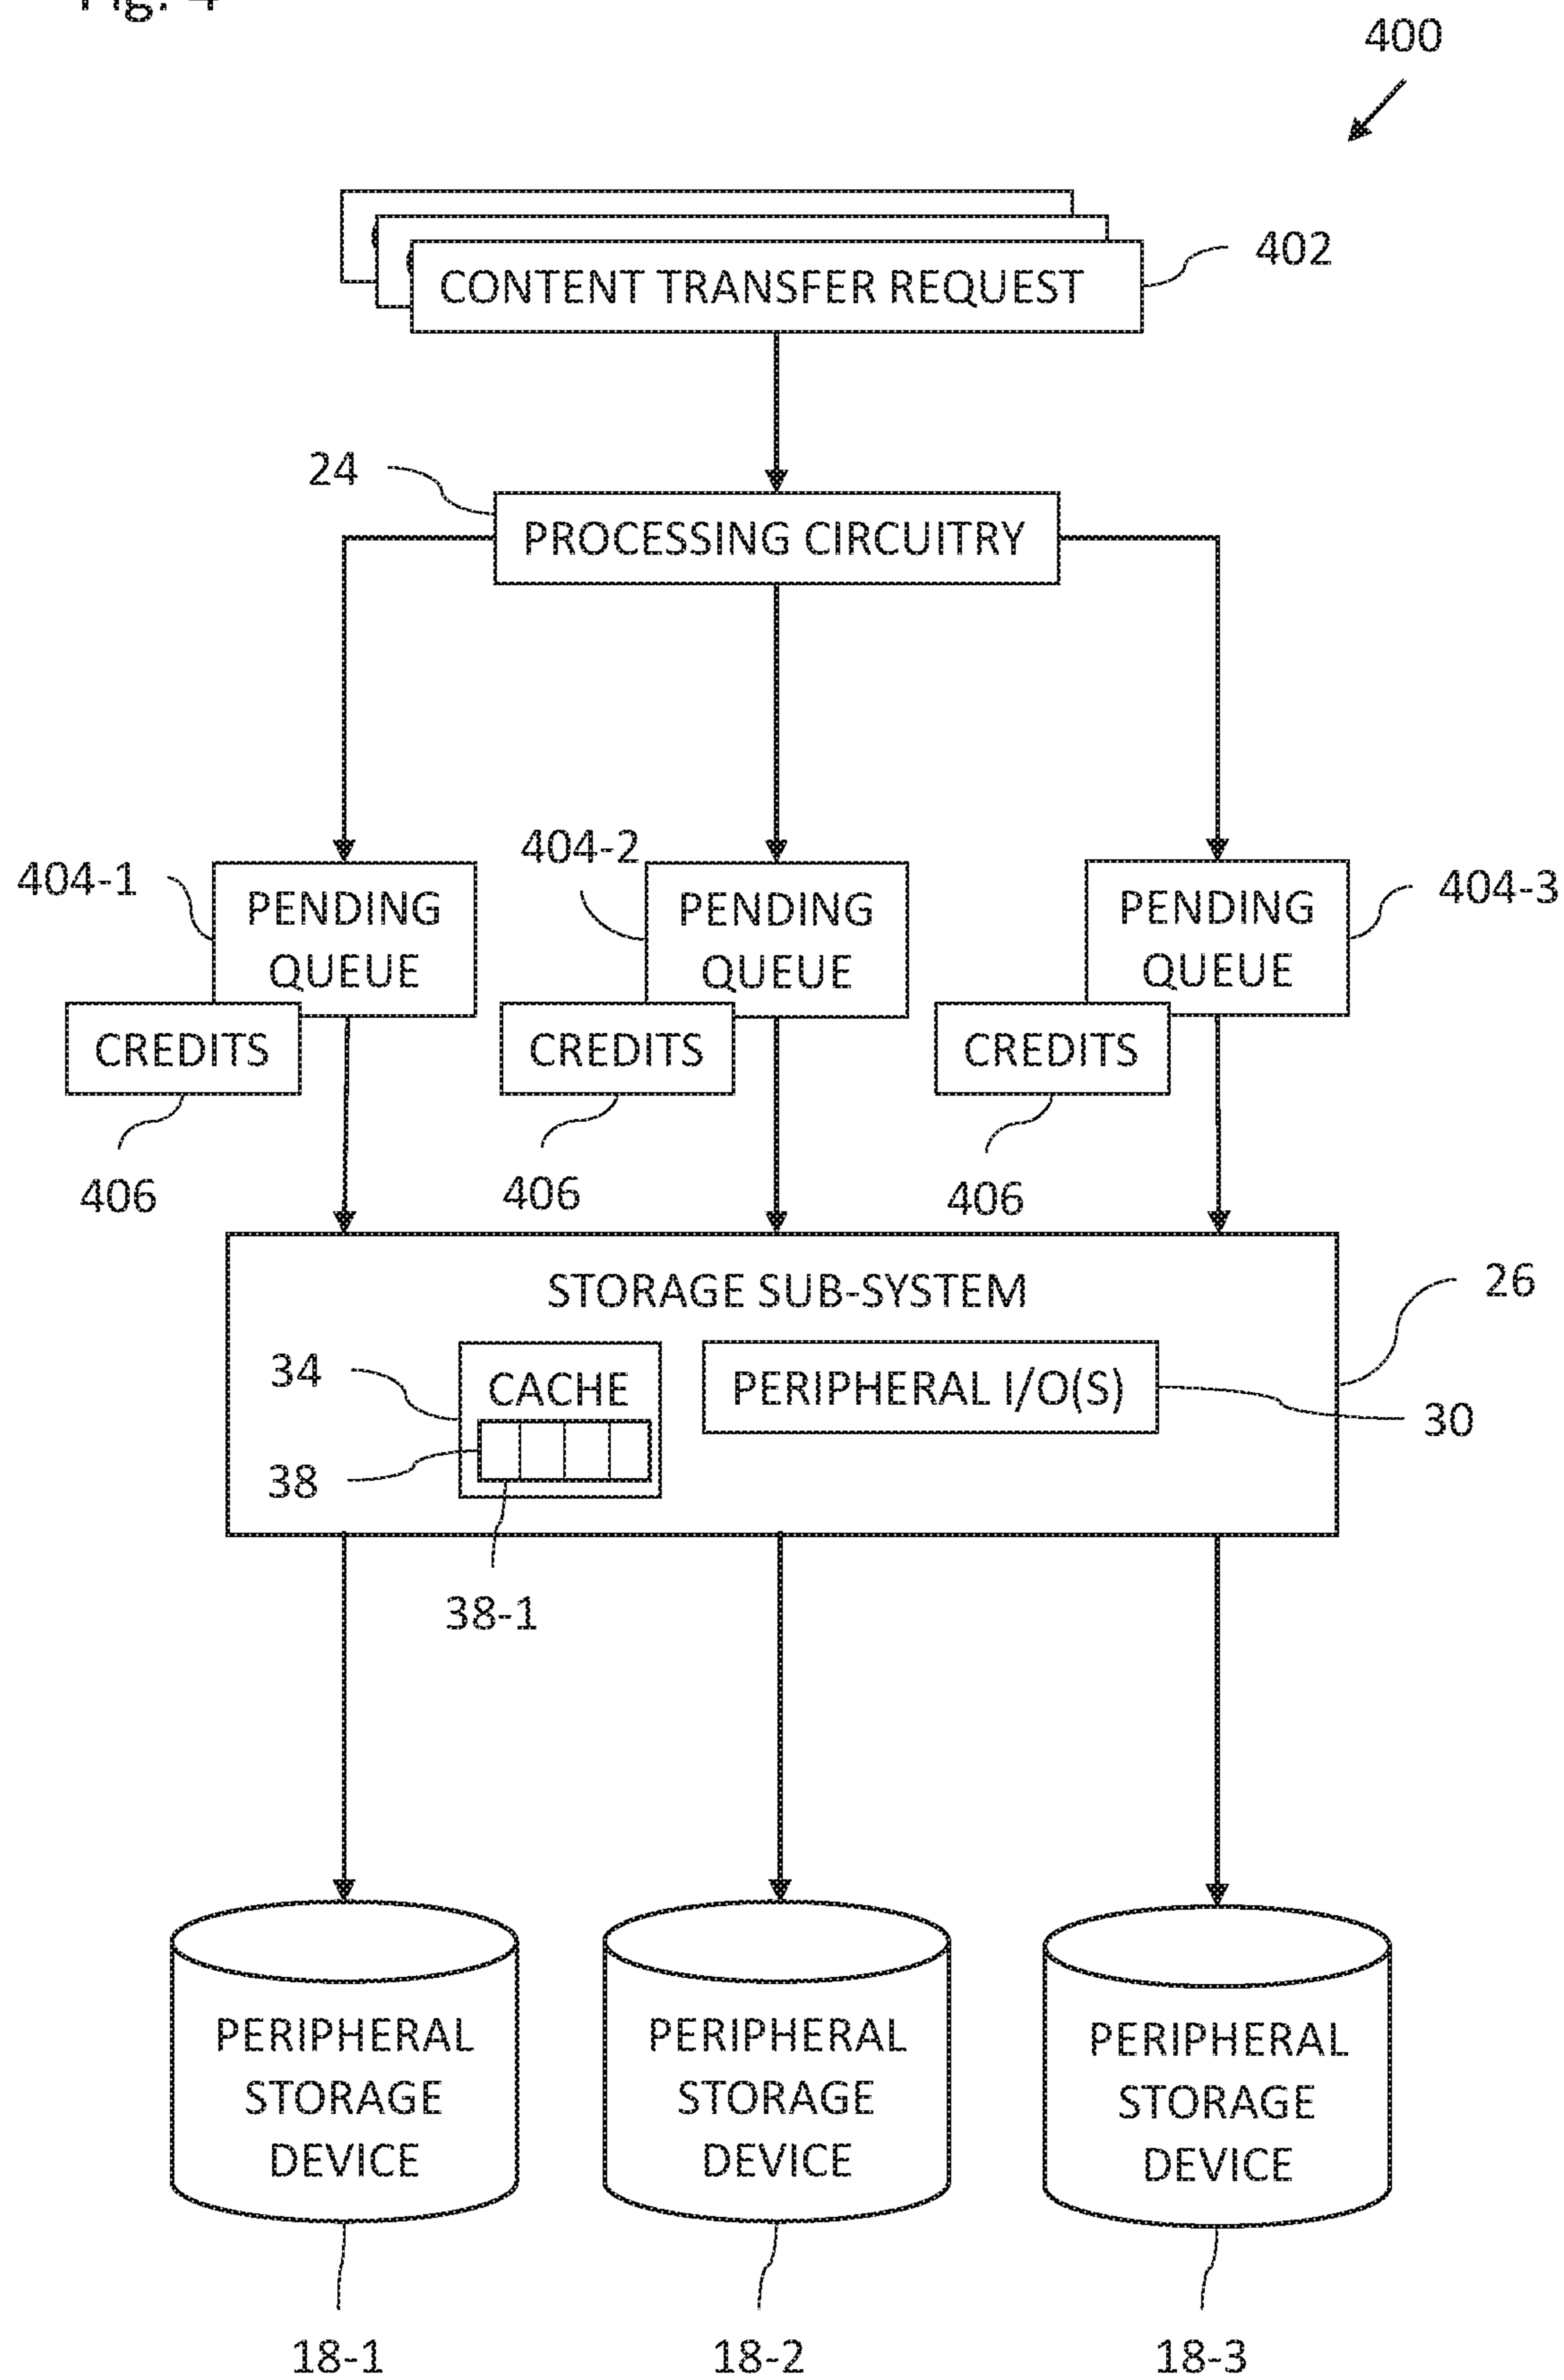 Fig. 4
400
402
CONTENT TRANSFER REQUEST
24
PROCESSING CIRCUITRY
404-1
PENDING
QUEUE
CREDITS
406
404-2
PENDING
QUEUE
CREDITS
406
404-3
PENDING
QUEUE
CREDITS
406
STORAGE SUB-SYSTEM
26
34
CACHE
38
38-1
PERIPHERAL I/O(S)
30
PERIPHERAL
STORAGE
DEVICE
18-1
PERIPHERAL
STORAGE
DEVICE
18-2
PERIPHERAL
STORAGE
DEVICE
18-3